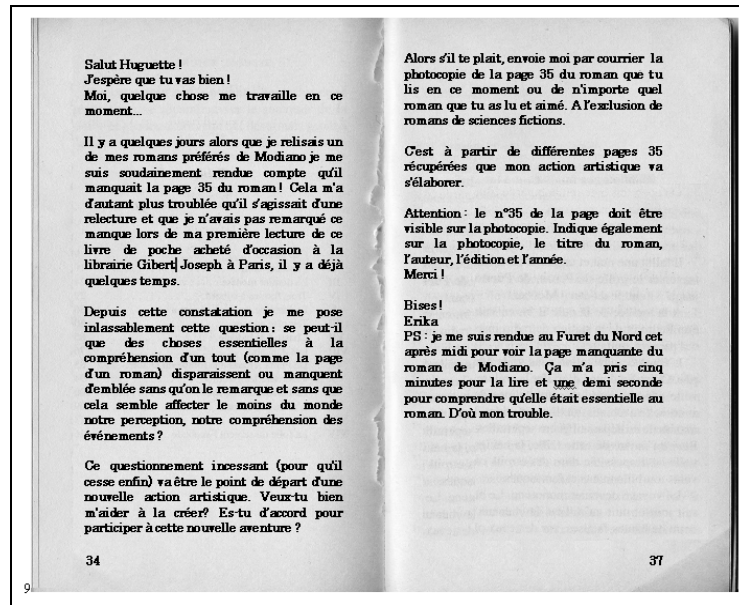 Salut Huguette !
J'espère que tu vas bien !
Moi, quelque chose me travaille en ce
moment...
Il y a quelques jours alors que je relisais un
de mes romans préférés de Modiano je me
suis soudainement rendue compte qu'il
manquait la page 35 du roman ! Cela m'a
d'autant plus troublée qu'il s'agissait d'une
relecture et que je n'avais pas remarqué ce
manque lors de ma première lecture de ce
livre de poche acheté d'occasion à la
librairie Gibert Joseph à Paris, il y a déjà
quelques temps.
Depuis cette constatation je me pose
inlassablement cette question : se peut-il
que des choses essentielles à la
compréhension d'un tout (comme la page
d'un roman) disparaissent ou manquent
d'emblée sans qu'on le remarque et sans que
cela semble affecter le moins du monde
notre perception, notre compréhension des
événements ?
Ce questionnement incessant (pour qu'il
cesse enfin) va être le point de départ d'une
nouvelle action artistique. Veux-tu bien
m'aider à la créer? Es-tu d'accord pour
participer à cette nouvelle aventure ?
34
Alors s'il te plait, envoie moi par courrier la
photocopie de la page 35 du roman que tu
lis en ce moment ou de n'importe quel
roman que tu as lu et aimé. A l'exclusion de
romans de sciences fictions.
C'est à partir de différentes pages 35
récupérées que mon action artistique va
s'élaborer.
Attention : le n°35 de la page doit être
visible sur la photocopie. Indique également
sur la photocopie, le titre du roman,
l'auteur, l'édition et l'année.
Merci !
Bises !
Erika
PS : je me suis rendue au Furet du Nord cet
après midi pour voir la page manquante du
roman de Modiano. Ça m'a pris cinq
minutes pour la lire et une demi seconde
pour comprendre qu'elle était essentielle au
roman. D'où mon trouble.
37
9